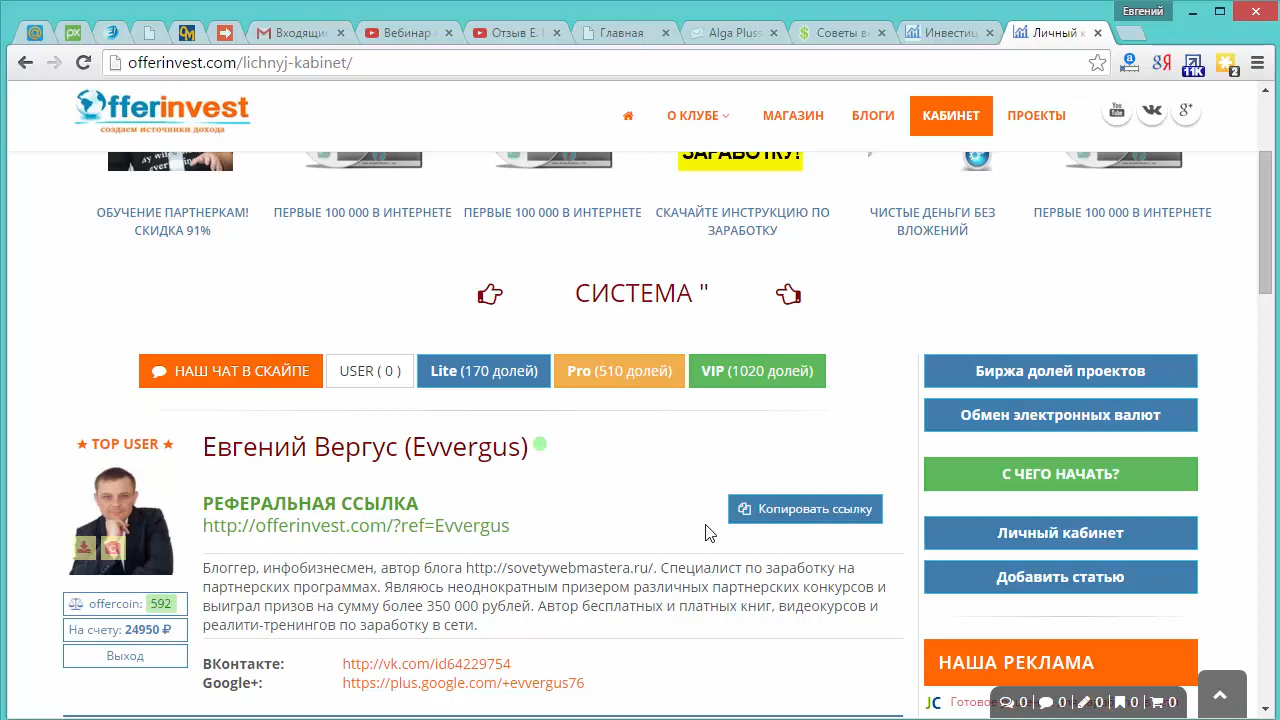 Евгений
Входящие
Вебинар
Отзыв Е.
Главная
Alga Pluss
Советы ве
Инвестиц
Личный к
offerinvest.com/lichnyj-kabinet/
11K
2
Offerinvest
создаем источники дохода
О КЛУБЕ
МАГАЗИН
БЛОГИ
КАБИНЕТ
ПРОЕКТЫ
ЗАРАБОТКУ!
ОБУЧЕНИЕ ПАРТНЕРКАМ!
СКИДКА 91%
ПЕРВЫЕ 100 000 В ИНТЕРНЕТЕ
ПЕРВЫЕ 100 000 В ИНТЕРНЕТЕ
СКАЧАЙТЕ ИНСТРУКЦИЮ ПО
ЗАРАБОТКУ
ЧИСТЫЕ ДЕНЬГИ БЕЗ
ВЛОЖЕНИЙ
ПЕРВЫЕ 100 000 В ИНТЕРНЕТЕ
СИСТЕМА "
НАШ ЧАТ В СКАЙПЕ
USER ( 0 )
Lite (170 долей)
Pro (510 долей)
VIP (1020 долей)
Биржа долей проектов
Обмен электронных валют
С ЧЕГО НАЧАТЬ?
Личный кабинет
Добавить статью
НАША РЕКЛАМА
★ TOP USER ★
offercoin: 592
На счету: 24950 ₽
Выход
Евгений Вергус (Evvergus)
РЕФЕРАЛЬНАЯ ССЫЛКА
http://offerinvest.com/?ref=Evvergus
Копировать ссылку
Блоггер, инфобизнесмен, автор блога http://sovetywebmastera.ru/. Специалист по заработку на
партнерских программах. Являюсь неоднократным призером различных партнерских конкурсов и
выиграл призов на сумму более 350 000 рублей. Автор бесплатных и платных книг, видеокурсов и
реалити-тренингов по заработку в сети.
ВКонтакте: http://vk.com/id64229754
Google+: https://plus.google.com/+evvergus76
JC Готовое
0 0 0 0 0